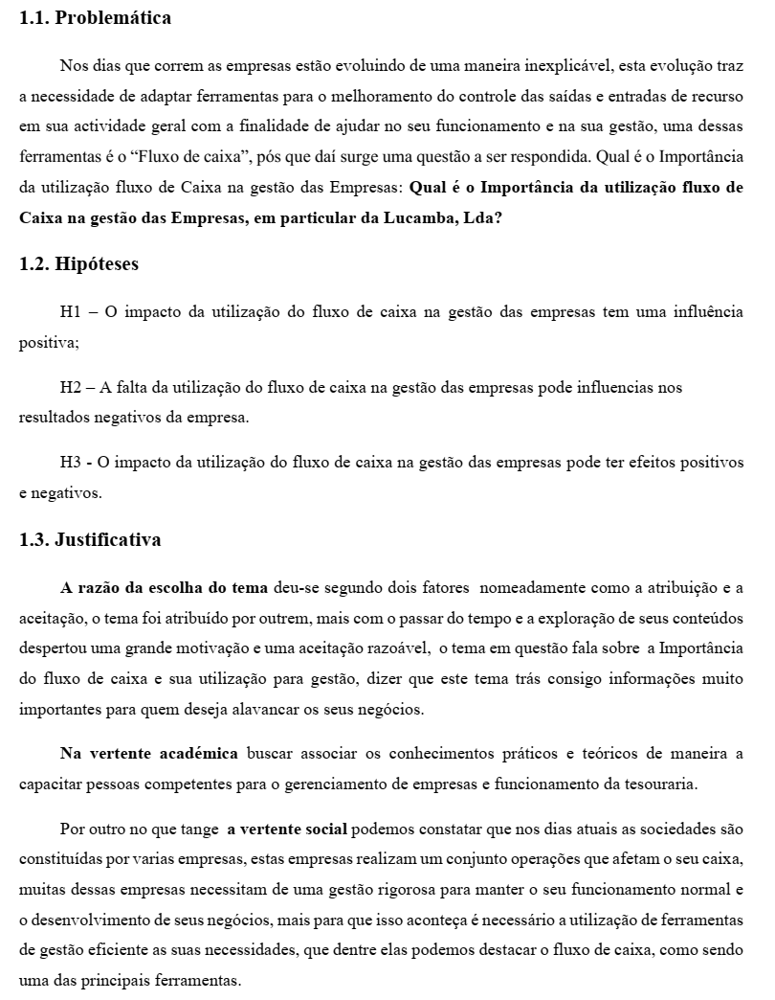 1.1. Problemática
Nos dias que correm as empresas estão evoluindo de uma maneira inexplicável, esta evolução traz
a necessidade de adaptar ferramentas para o melhoramento do controle das saídas e entradas de recurso
em sua actividade geral com a finalidade de ajudar no seu funcionamento e na sua gestão, uma dessas
ferramentas é o “Fluxo de caixa”, pós que daí surge uma questão a ser respondida. Qual é o Importância
da utilização fluxo de Caixa na gestão das Empresas: Qual é o Importância da utilização fluxo de
Caixa na gestão das Empresas, em particular da Lucamba, Lda?
1.2. Hipóteses
H1 – O impacto da utilização do fluxo de caixa na gestão das empresas tem uma influência
positiva;
H2 – A falta da utilização do fluxo de caixa na gestão das empresas pode influencias nos
resultados negativos da empresa.
H3 - O impacto da utilização do fluxo de caixa na gestão das empresas pode ter efeitos positivos
e negativos.
1.3. Justificativa
A razão da escolha do tema deu-se segundo dois fatores nomeadamente como a atribuição e a
aceitação, o tema foi atribuído por outrem, mais com o passar do tempo e a exploração de seus conteúdos
despertou uma grande motivação e uma aceitação razoável, o tema em questão fala sobre a Importância
do fluxo de caixa e sua utilização para gestão, dizer que este tema trás consigo informações muito
importantes para quem deseja alavancar os seus negócios.
Na vertente académica buscar associar os conhecimentos práticos e teóricos de maneira a
capacitar pessoas competentes para o gerenciamento de empresas e funcionamento da tesouraria.
Por outro no que tange a vertente social podemos constatar que nos dias atuais as sociedades são
constituídas por varias empresas, estas empresas realizam um conjunto operações que afetam o seu caixa,
muitas dessas empresas necessitam de uma gestão rigorosa para manter o seu funcionamento normal e
o desenvolvimento de seus negócios, mais para que isso aconteça é necessário a utilização de ferramentas
de gestão eficiente as suas necessidades, que dentre elas podemos destacar o fluxo de caixa, como sendo
uma das principais ferramentas.